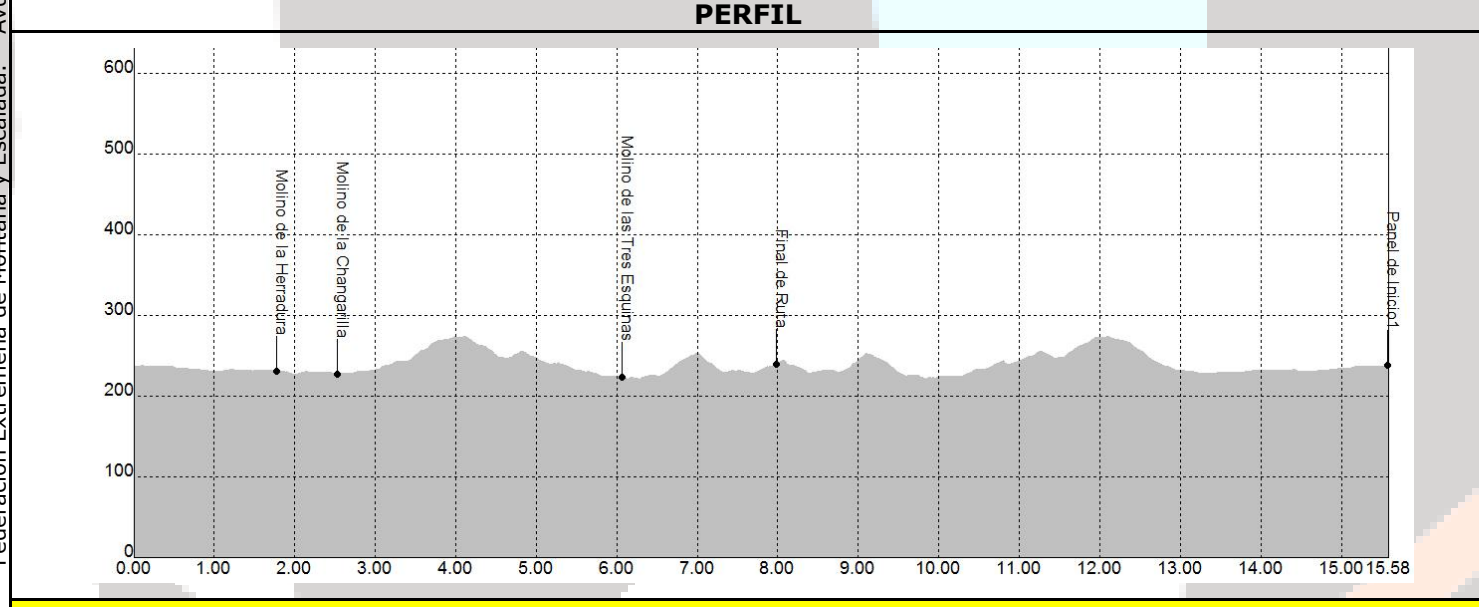 PERFIL
Federación Extremeña de Montaña y Escalada.
600
500
400
300
200
100
0
Molino de la Herradura
Molino de la Changarilla
Molino de las Tres Esquinas
Final de Ruta
Panel de Inicio1
0.00 1.00 2.00 3.00 4.00 5.00 6.00 7.00 8.00 9.00 10.00 11.00 12.00 13.00 14.00 15.00 15.58